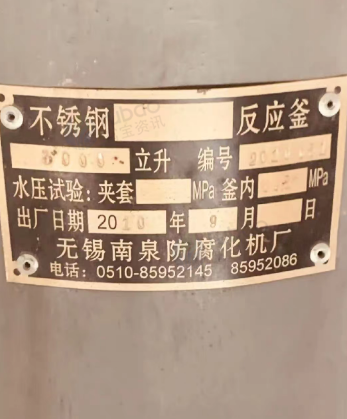 不锈钢 反应釜
立升 编号
水压试验：夹套 MPa 釜内 MPa
出厂日期 2010 年 9 月 日
无锡南泉防腐化机厂
电话：0510-85952145 85952086